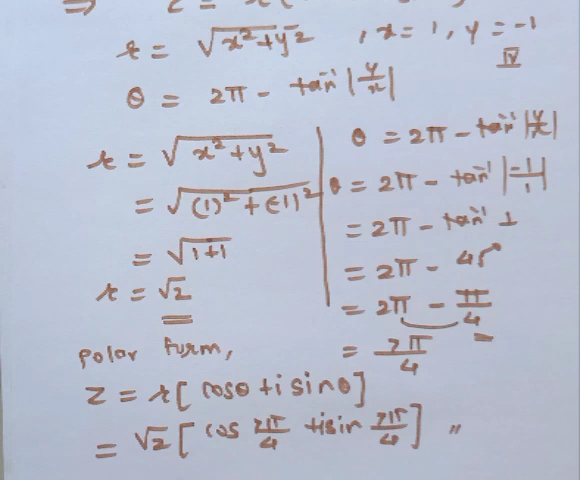 ⇒ z = r(
r = √x²+y² , x = 1, y = -1
IV
θ = 2π - tan⁻¹|y/x|
r = √x²+y²
= √(1)²+(-1)²
= √1+1
r = √2
θ = 2π - tan⁻¹|y/x|
θ = 2π - tan⁻¹|-1/1|
= 2π - tan⁻¹ 1
= 2π - 45°
= 2π - π/4
= 7π/4
polar form,
z = r[cosθ+i sinθ]
= √2 [cos 7π/4 +isin 7π/4] "